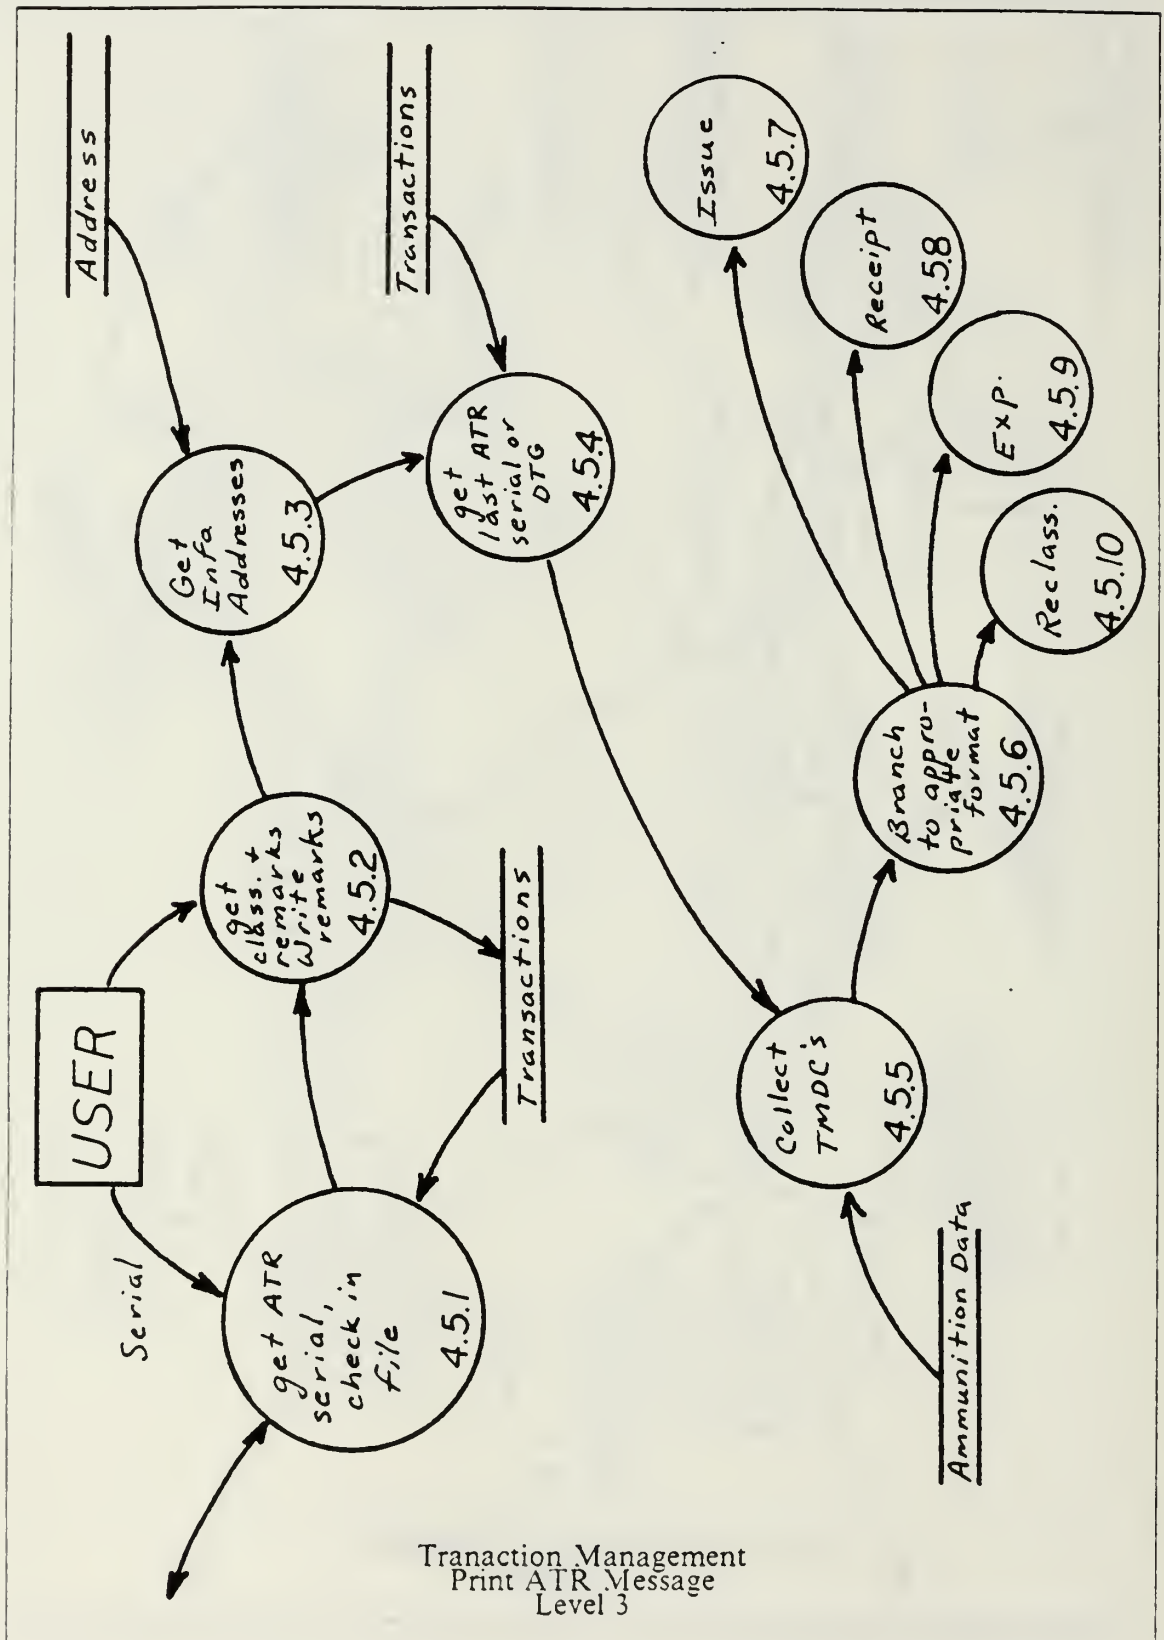 USER
Serial
get ATR
serial,
check in
file
4.5.1
get
class. +
remarks
Write
remarks
4.5.2
Transactions
Get
Info
Addresses
4.5.3
Address
get
last ATR
serial or
DTG
4.5.4
Transactions
Collect
TMDC's
4.5.5
Ammunition Data
Branch
to appro-
priate
format
4.5.6
Issue
4.5.7
Receipt
4.5.8
Exp.
4.5.9
Reclass.
4.5.10
Tranaction Management
Print ATR Message
Level 3